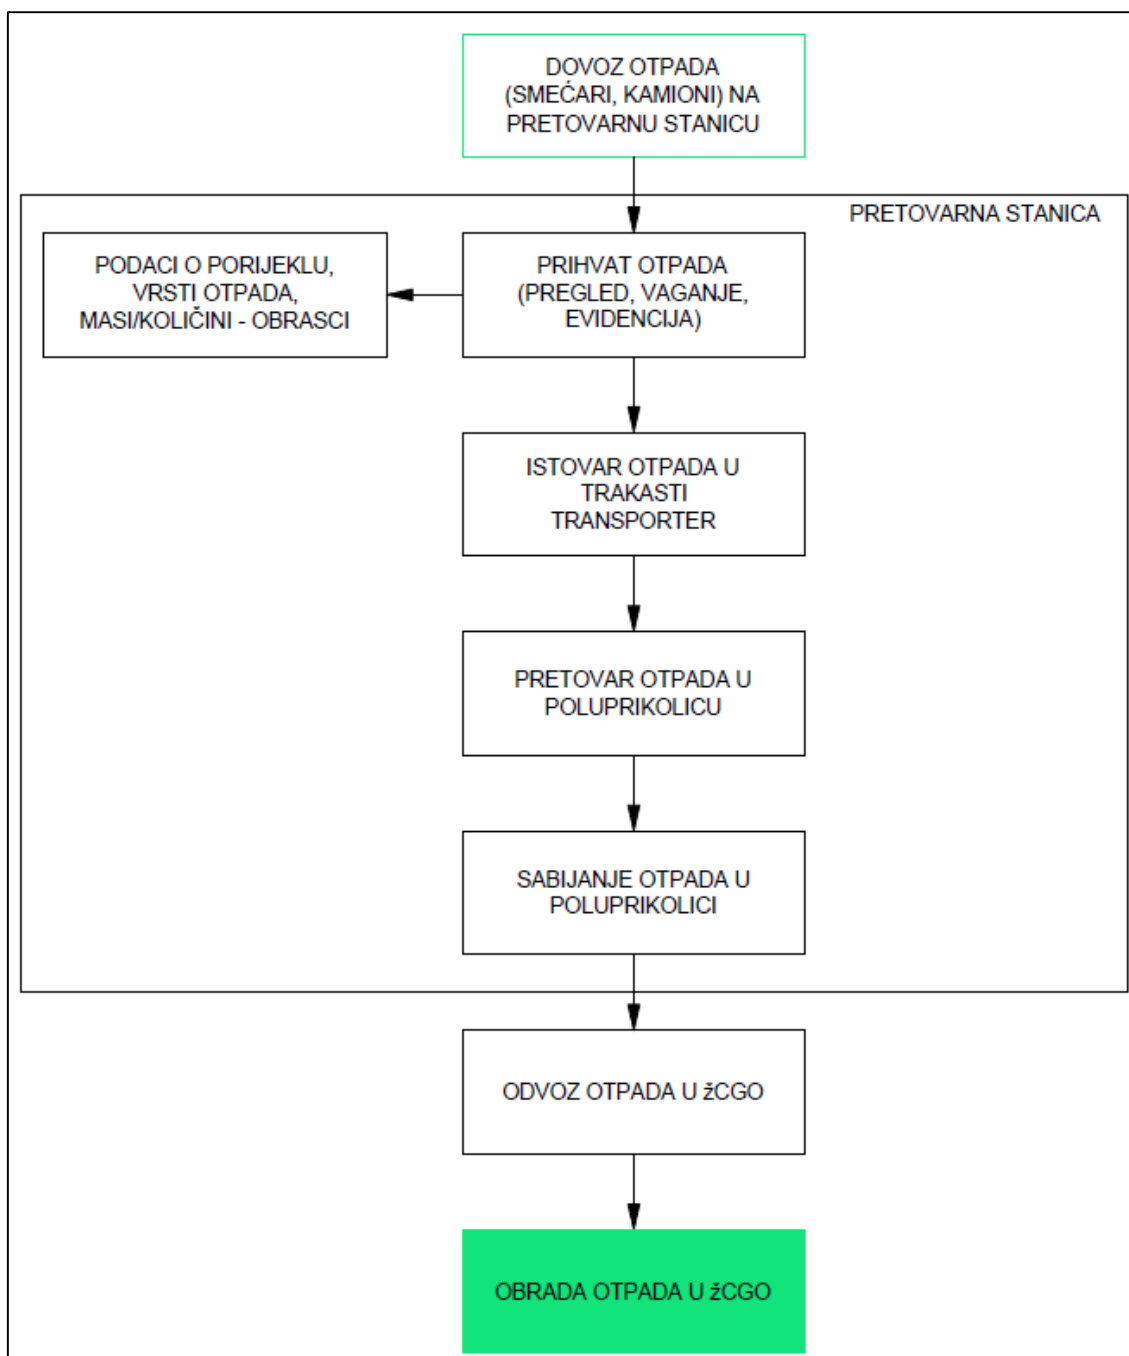 DOVOZ OTPADA
(SMEĆARI, KAMIONI) NA
PRETOVARNU STANICU
PRETOVARNA STANICA
PODACI O PORIJEKLU,
VRSTI OTPADA,
MASI/KOLIČINI - OBRASCI
PRIHVAT OTPADA
(PREGLED, VAGANJE,
EVIDENCIJA)
ISTOVAR OTPADA U
TRAKASTI
TRANSPORTER
PRETOVAR OTPADA U
POLUPRIKOLICU
SABIJANJE OTPADA U
POLUPRIKOLICI
ODVOZ OTPADA U žCGO
OBRADA OTPADA U žCGO